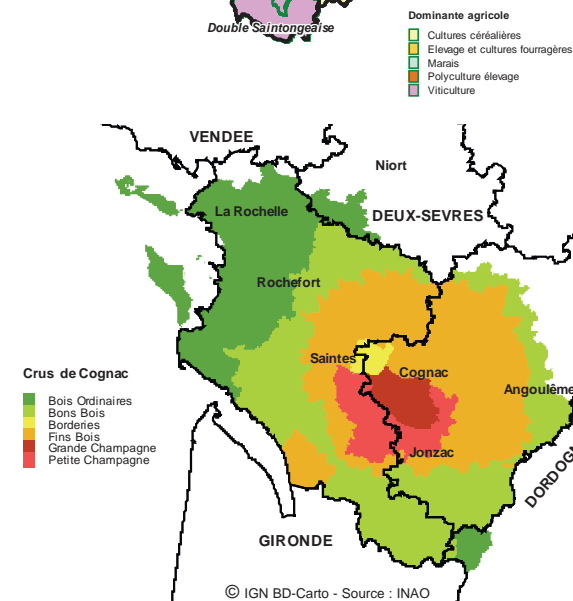 Double Saintongeaise
Dominante agricole
Cultures céréalières
Elevage et cultures fourragères
Marais
Polyculture élevage
Viticulture
VENDEE
Niort
La Rochelle
DEUX-SEVRES
Rochefort
Saintes
Cognac
Angoulême
Crus de Cognac
Bois Ordinaires
Bons Bois
Borderies
Fins Bois
Grande Champagne
Petite Champagne
Jonzac
DORDOG
GIRONDE
© IGN BD-Carto - Source : INAO